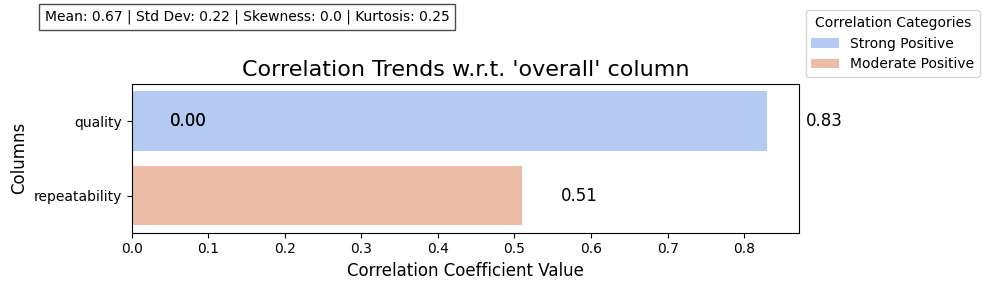 Mean: 0.67 | Std Dev: 0.22 | Skewness: 0.0 | Kurtosis: 0.25
Correlation Categories
Strong Positive
Moderate Positive
Correlation Trends w.r.t. 'overall' column
Columns
quality
0.00
0.83
repeatability
0.51
0.0 0.1 0.2 0.3 0.4 0.5 0.6 0.7 0.8
Correlation Coefficient Value